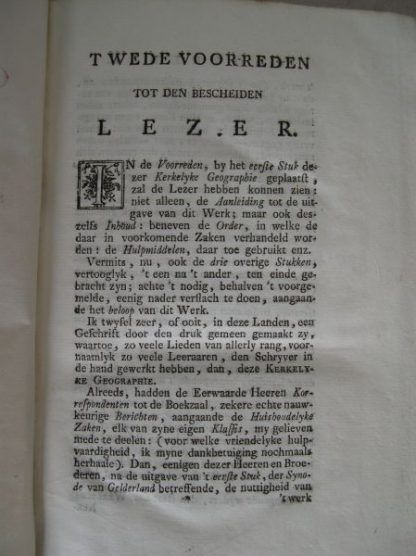 TWEDE VOORREDEN
TOT DEN BESCHEIDEN
LEZER.
IN de Voorreden, by het eerſte Stuk de-
zer Kerkelyke Geographie geplaatſt,
zal de Lezer hebben konnen zien:
niet alleen, de Aanleiding tot de uit-
gave van dit Werk; maar ook des-
zelfs Inhoud: beneven de Order, in welke de
daar in voorkomende Zaken verhandeld wor-
den: de Hulpmiddelen, daar toe gebruikt enz.
Vermits, nu, ook de drie overige Stukken,
vertooglyk, 't een na 't ander, ten einde ge-
bracht zyn; achte 't nodig, behalven 't voorge-
melde, eenig nader verſlach te doen, aangaan-
de het beloop van dit Werk.
Ik twyfel zeer, of ooit, in deze Landen, een
Geſchrift door den druk gemeen gemaakt zy,
waartoe, zo veele Lieden van allerly rang, voor-
naamlyk zo veele Leeraaren, den Schryver in
de hand gewerkt hebben, dan, deze KERKELY-
KE GEOGRAPHIE.
Alreeds, hadden de Eerwaarde Heeren Kor-
reſpondenten tot de Boekzaal, zekere echte nauw-
keurige Berichten, aangaande de Huishoudelyke
Zaken, elk van zyne eigen Klaſſis, my gelieven
mede te deelen: (voor welke vriendelyke hulp-
vaardigheid, ik myne dankbetuiging nochmaals
herhaale). Dan, eenigen dezer Heeren en Broe-
deren, na de uitgave van 't eerſte Stuk, der Syno-
de van Gelderland betreffende, de nuttigheid van
't werk